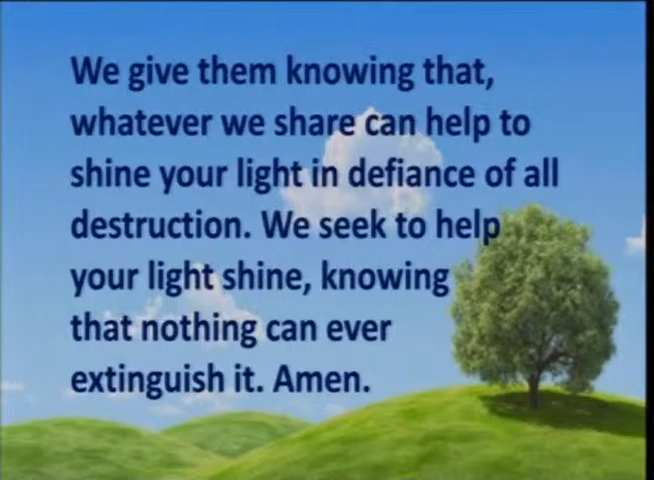 We give them knowing that,
whatever we share can help to
shine your light in defiance of all
destruction. We seek to help
your light shine, knowing
that nothing can ever
extinguish it. Amen.